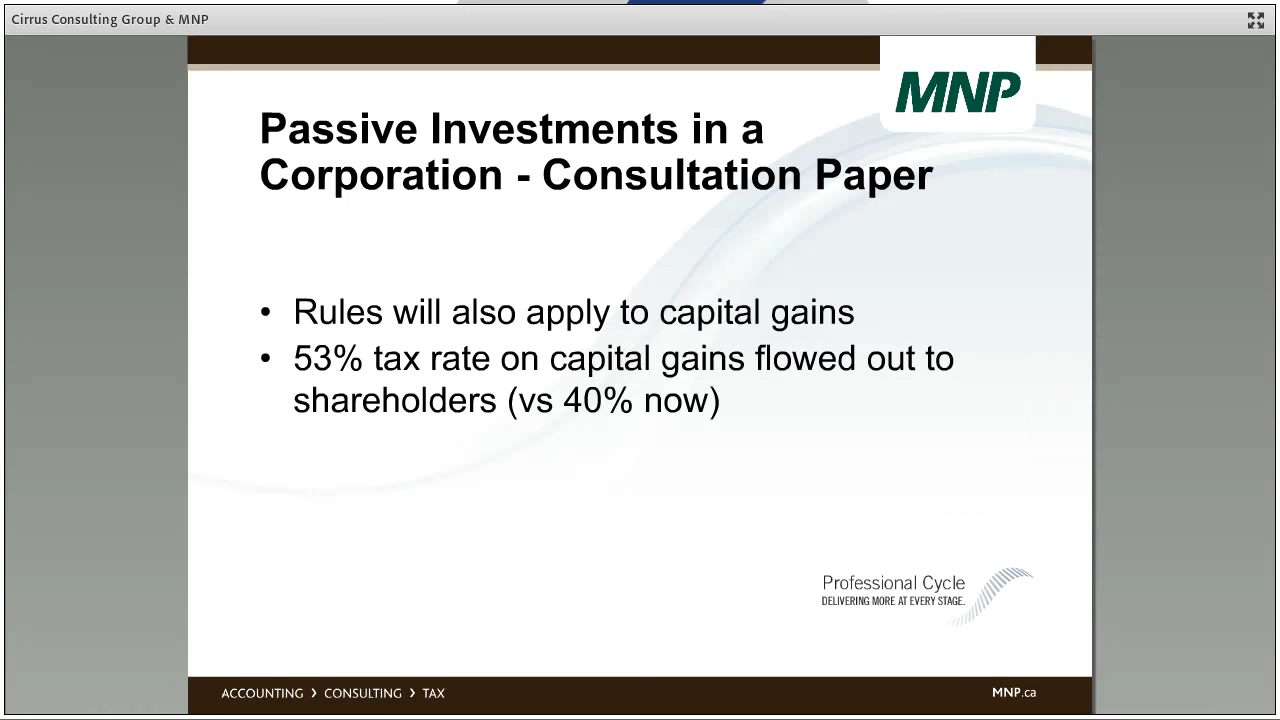 Cirrus Consulting Group & MNP
MNP
Passive Investments in a
Corporation - Consultation Paper
• Rules will also apply to capital gains
• 53% tax rate on capital gains flowed out to
shareholders (vs 40% now)
Professional Cycle
DELIVERING MORE AT EVERY STAGE.
ACCOUNTING › CONSULTING › TAX
MNP.ca